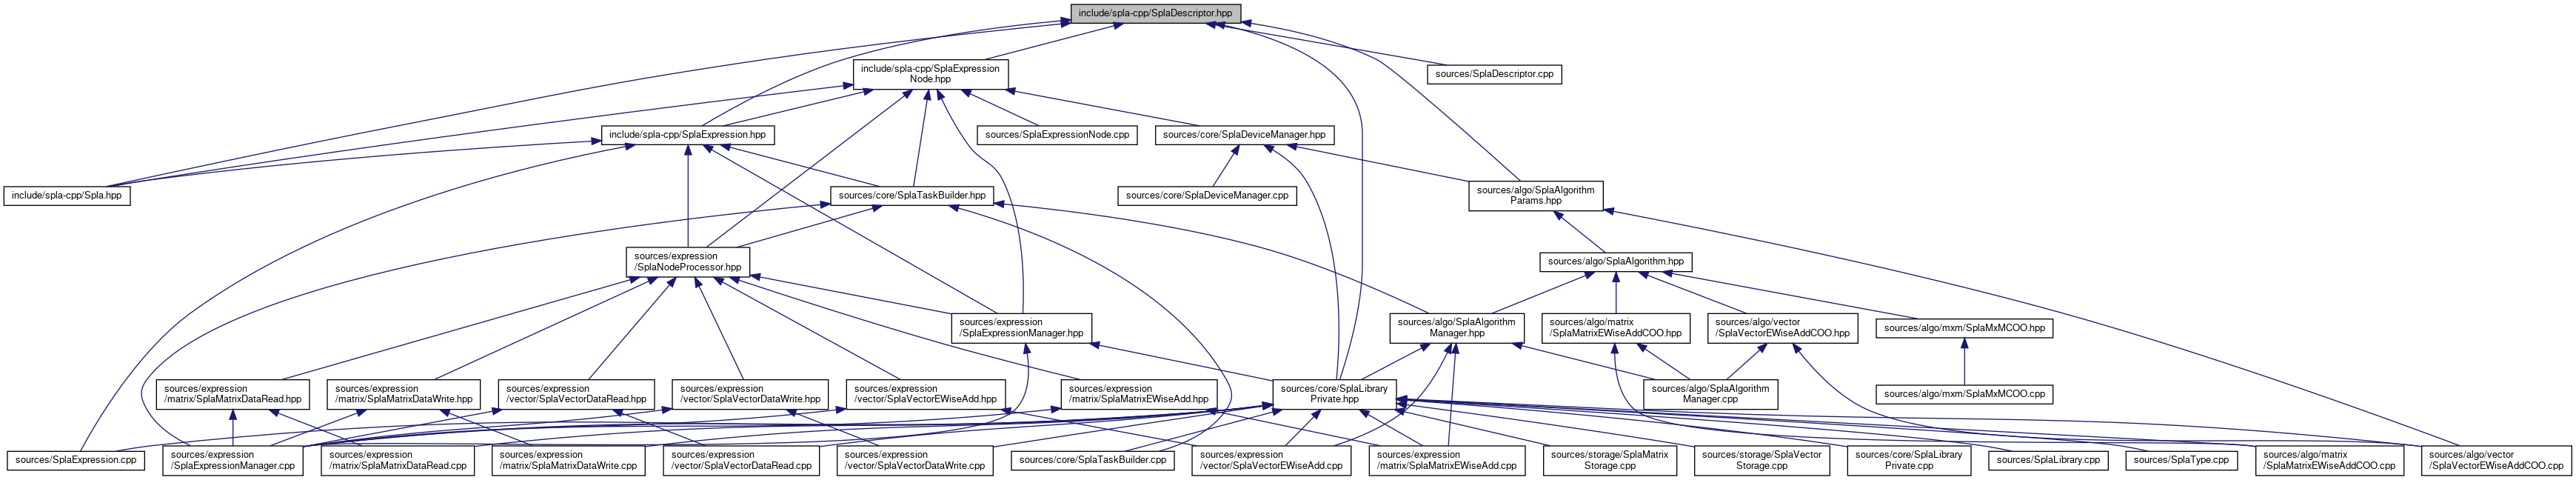 include/spla-cpp/SplaDescriptor.hpp
include/spla-cpp/SplaExpression
Node.hpp
sources/SplaDescriptor.cpp
include/spla-cpp/SplaExpression.hpp
sources/SplaExpressionNode.cpp
sources/core/SplaDeviceManager.hpp
include/spla-cpp/Spla.hpp
sources/core/SplaTaskBuilder.hpp
sources/core/SplaDeviceManager.cpp
sources/algo/SplaAlgorithm
Params.hpp
sources/expression
/SplaNodeProcessor.hpp
sources/algo/SplaAlgorithm.hpp
sources/expression
/SplaExpressionManager.hpp
sources/algo/SplaAlgorithm
Manager.hpp
sources/algo/matrix
/SplaMatrixEWiseAddCOO.hpp
sources/algo/vector
/SplaVectorEWiseAddCOO.hpp
sources/algo/mxm/SplaMxMCOO.hpp
sources/expression
/matrix/SplaMatrixDataRead.hpp
sources/expression
/matrix/SplaMatrixDataWrite.hpp
sources/expression
/vector/SplaVectorDataRead.hpp
sources/expression
/vector/SplaVectorDataWrite.hpp
sources/expression
/vector/SplaVectorEWiseAdd.hpp
sources/expression
/matrix/SplaMatrixEWiseAdd.hpp
sources/core/SplaLibrary
Private.hpp
sources/algo/SplaAlgorithm
Manager.cpp
sources/algo/mxm/SplaMxMCOO.cpp
sources/SplaExpression.cpp
sources/expression
/SplaExpressionManager.cpp
sources/expression
/matrix/SplaMatrixDataRead.cpp
sources/expression
/matrix/SplaMatrixDataWrite.cpp
sources/expression
/vector/SplaVectorDataRead.cpp
sources/expression
/vector/SplaVectorDataWrite.cpp
sources/core/SplaTaskBuilder.cpp
sources/expression
/vector/SplaVectorEWiseAdd.cpp
sources/expression
/matrix/SplaMatrixEWiseAdd.cpp
sources/storage/SplaMatrix
Storage.cpp
sources/storage/SplaVector
Storage.cpp
sources/core/SplaLibrary
Private.cpp
sources/SplaLibrary.cpp
sources/SplaType.cpp
sources/algo/matrix
/SplaMatrixEWiseAddCOO.cpp
sources/algo/vector
/SplaVectorEWiseAddCOO.cpp